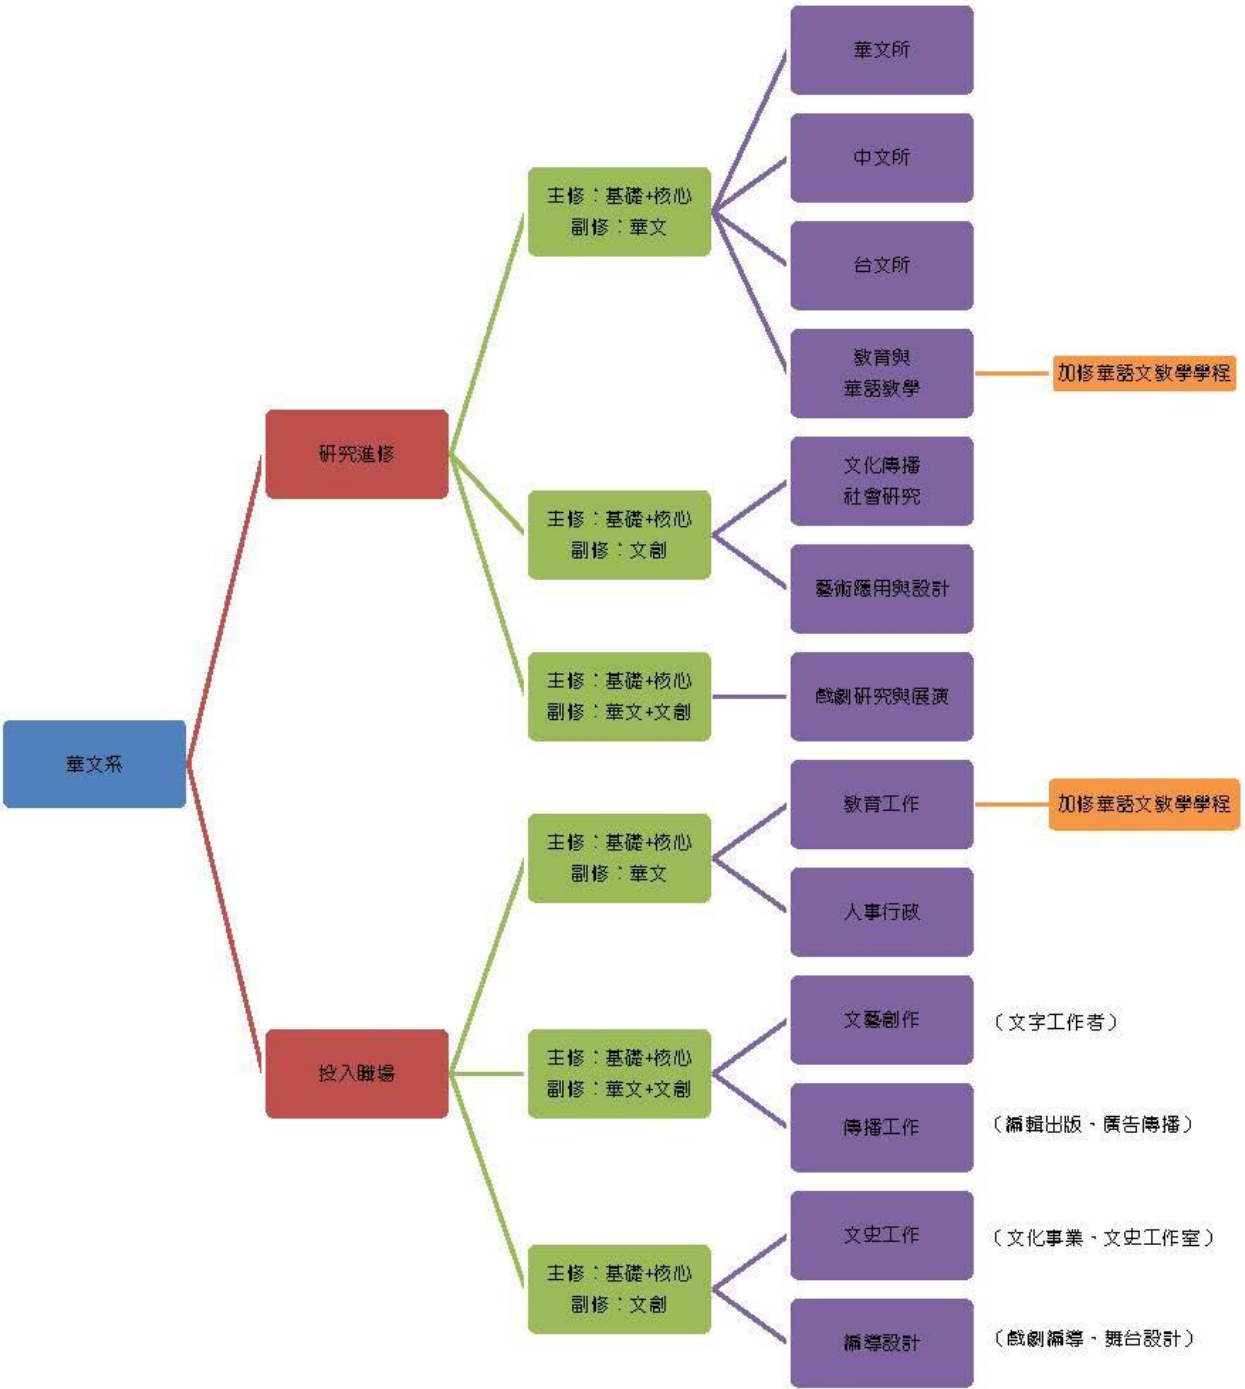 華文系
研究進修
主修：基礎+核心
副修：華文
華文所
中文所
台文所
教育與
華語教學
加修華語文教學學程
主修：基礎+核心
副修：文創
文化傳播
社會研究
藝術應用與設計
主修：基礎+核心
副修：華文+文創
戲劇研究與展演
投入職場
主修：基礎+核心
副修：華文
教育工作
加修華語文教學學程
人事行政
主修：基礎+核心
副修：華文+文創
文藝創作
（文字工作者）
傳播工作
（編輯出版、廣告傳播）
主修：基礎+核心
副修：文創
文史工作
（文化事業、文史工作室）
編導設計
（戲劇編導、舞台設計）